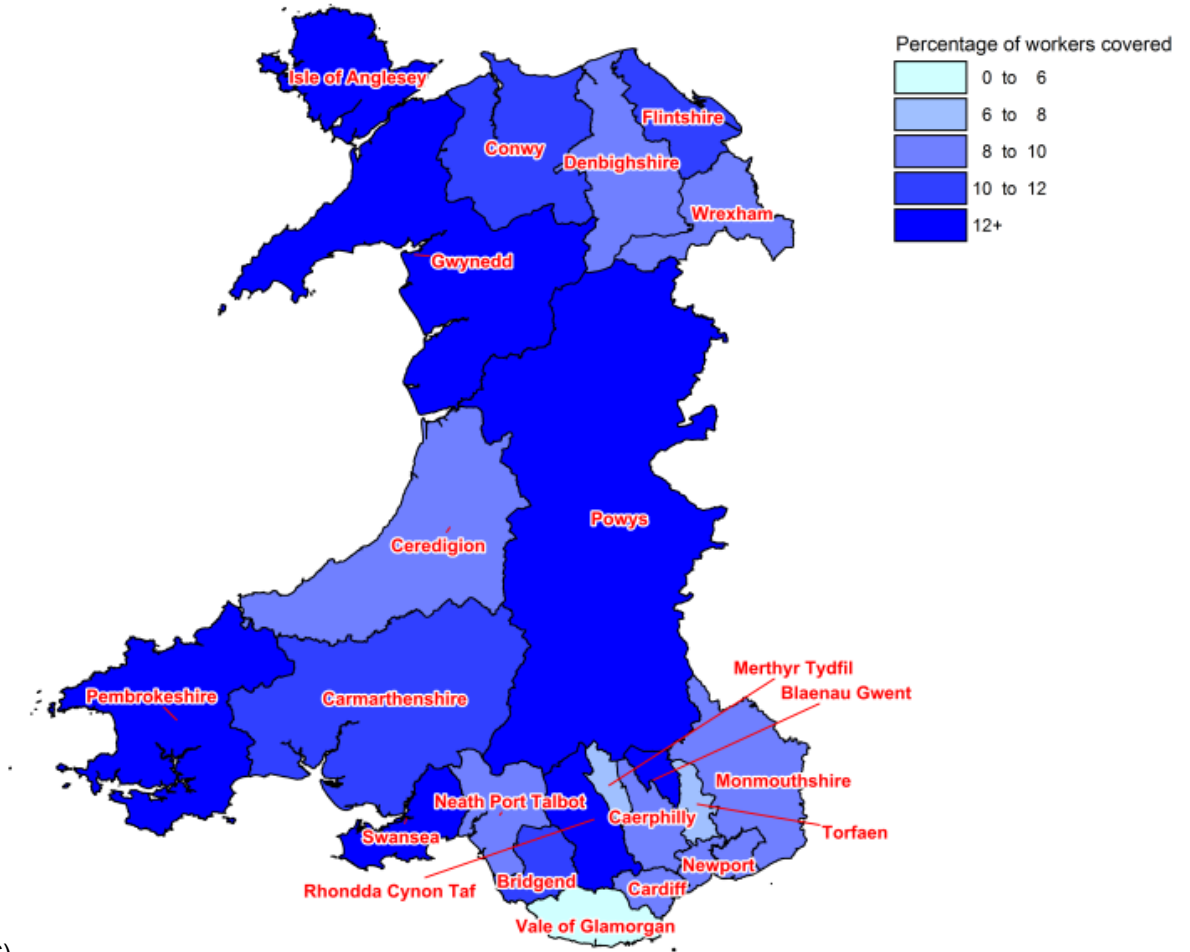 Percentage of workers covered
0 to 6
6 to 8
8 to 10
10 to 12
12+
Isle of Anglesey
Flintshire
Conwy
Denbighshire
Wrexham
Gwynedd
Powys
Ceredigion
Merthyr Tydfil
Blaenau Gwent
Pembrokeshire
Carmarthenshire
Monmouthshire
Neath Port Talbot
Caerphilly
Torfaen
Swansea
Newport
Rhondda Cynon Taf
Bridgend
Cardiff
Vale of Glamorgan